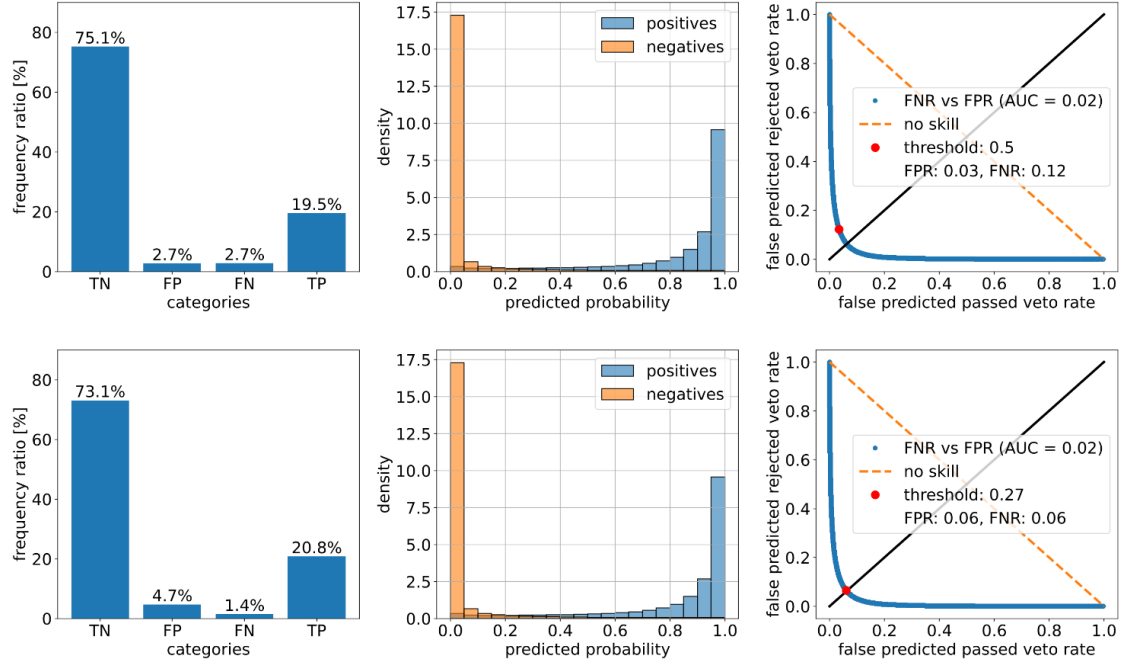 80
60
40
20
0
frequency ratio [%]
75.1%
2.7%
2.7%
19.5%
TN FP FN TP
categories
17.5
15.0
12.5
10.0
7.5
5.0
2.5
0.0
density
positives
negatives
0.0 0.2 0.4 0.6 0.8 1.0
predicted probability
1.0
0.8
0.6
0.4
0.2
0.0
false predicted rejected veto rate
FNR vs FPR (AUC = 0.02)
no skill
threshold: 0.5
FPR: 0.03, FNR: 0.12
0.0 0.2 0.4 0.6 0.8 1.0
false predicted passed veto rate
80
60
40
20
0
frequency ratio [%]
73.1%
4.7%
1.4%
20.8%
TN FP FN TP
categories
17.5
15.0
12.5
10.0
7.5
5.0
2.5
0.0
density
positives
negatives
0.0 0.2 0.4 0.6 0.8 1.0
predicted probability
1.0
0.8
0.6
0.4
0.2
0.0
false predicted rejected veto rate
FNR vs FPR (AUC = 0.02)
no skill
threshold: 0.27
FPR: 0.06, FNR: 0.06
0.0 0.2 0.4 0.6 0.8 1.0
false predicted passed veto rate